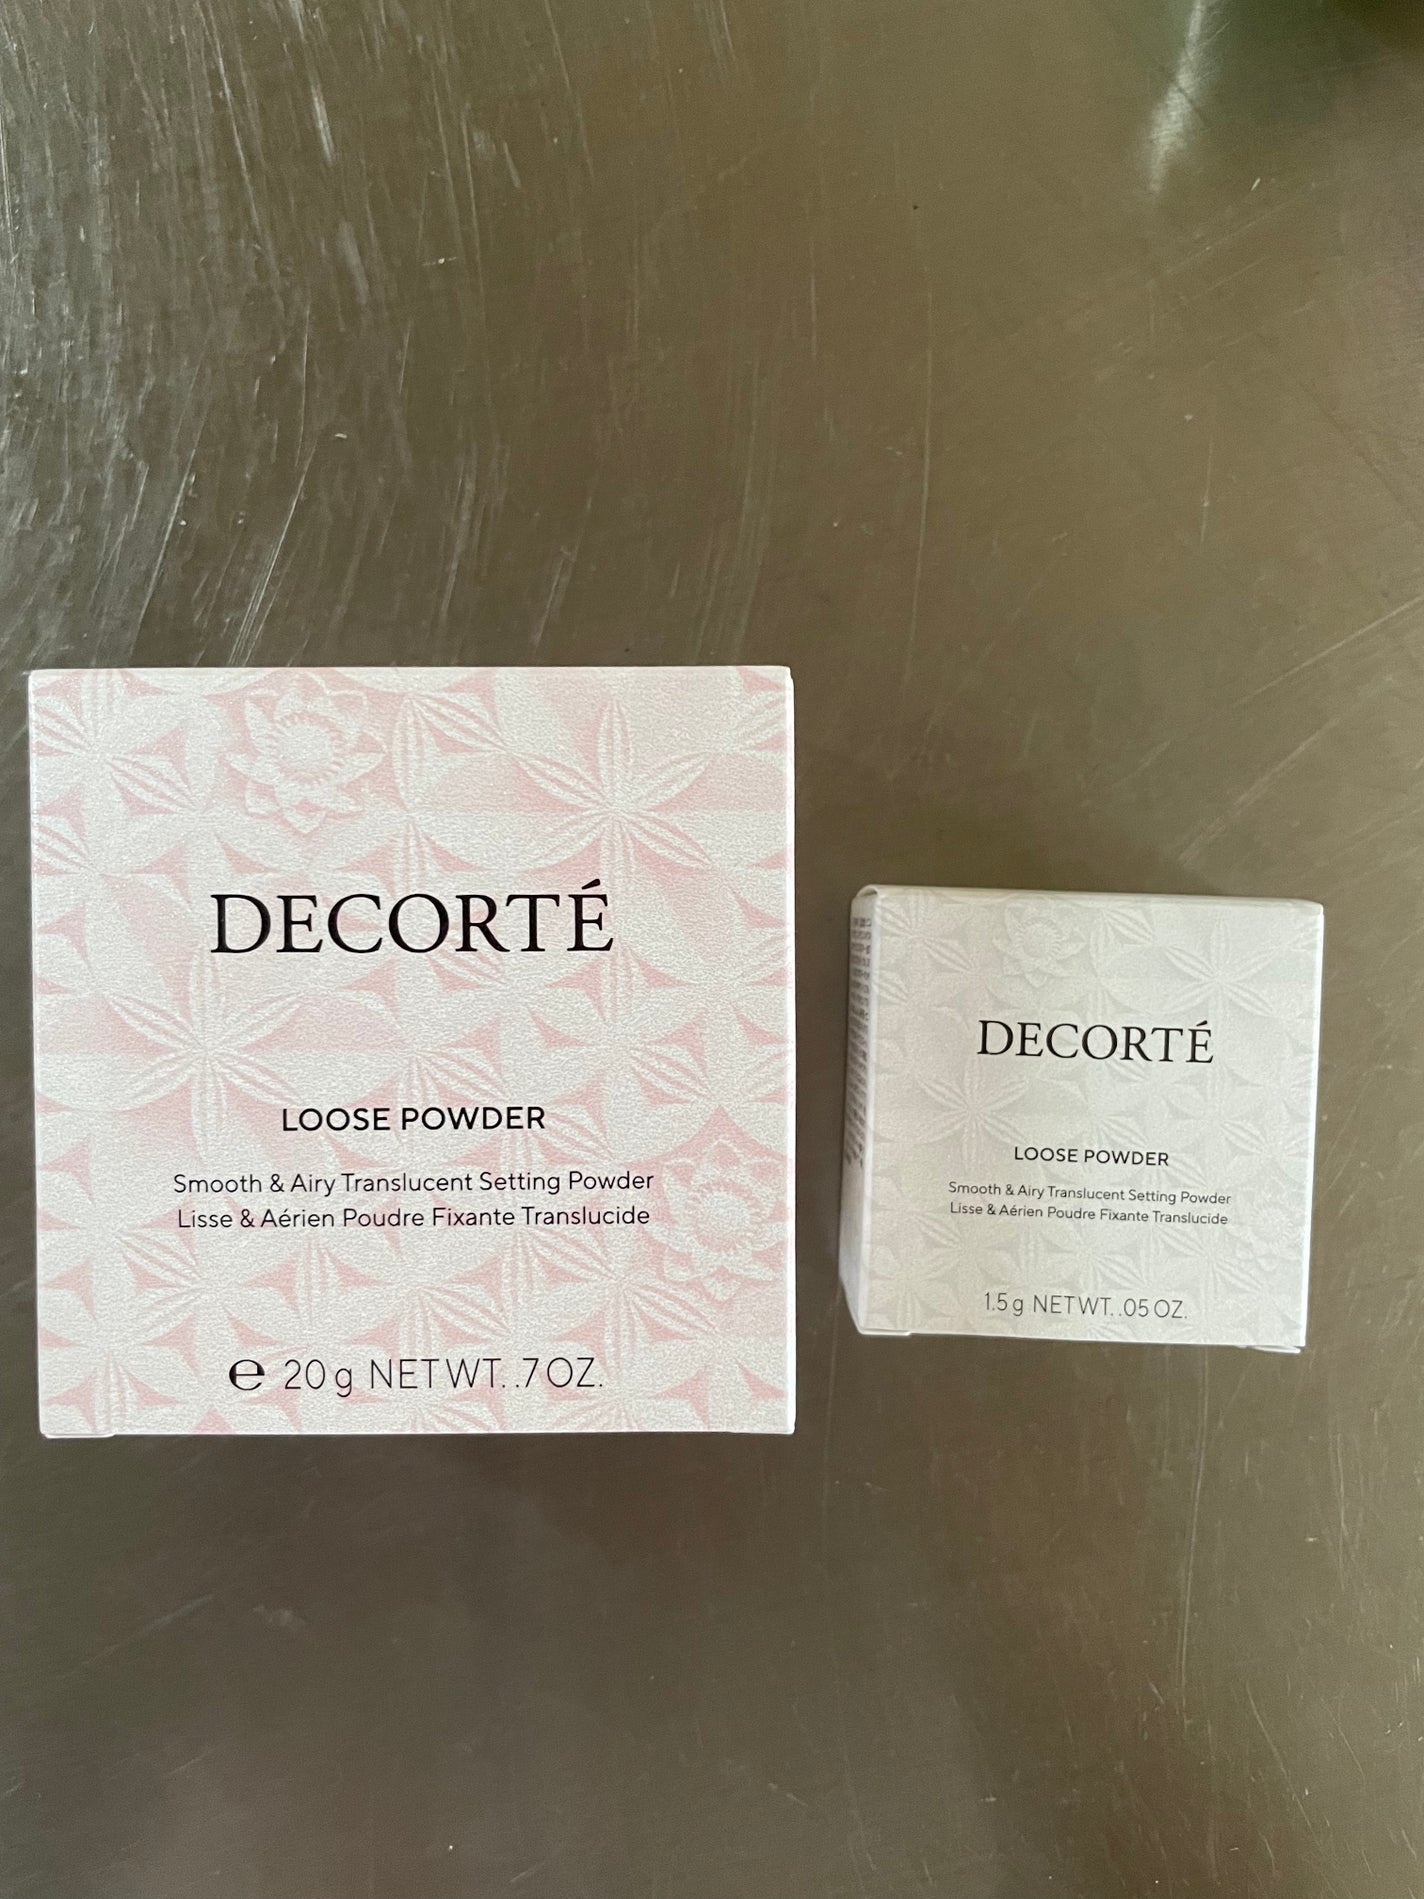 DECORTÉ
LOOSE POWDER
Smooth & Airy Translucent Setting Powder
Lisse & Aérien Poudre Fixante Translucide
℮ 20 g NET WT. .7 OZ.
DECORTÉ
LOOSE POWDER
Smooth & Airy Translucent Setting Powder
Lisse & Aérien Poudre Fixante Translucide
1.5 g NET WT. .05 OZ.